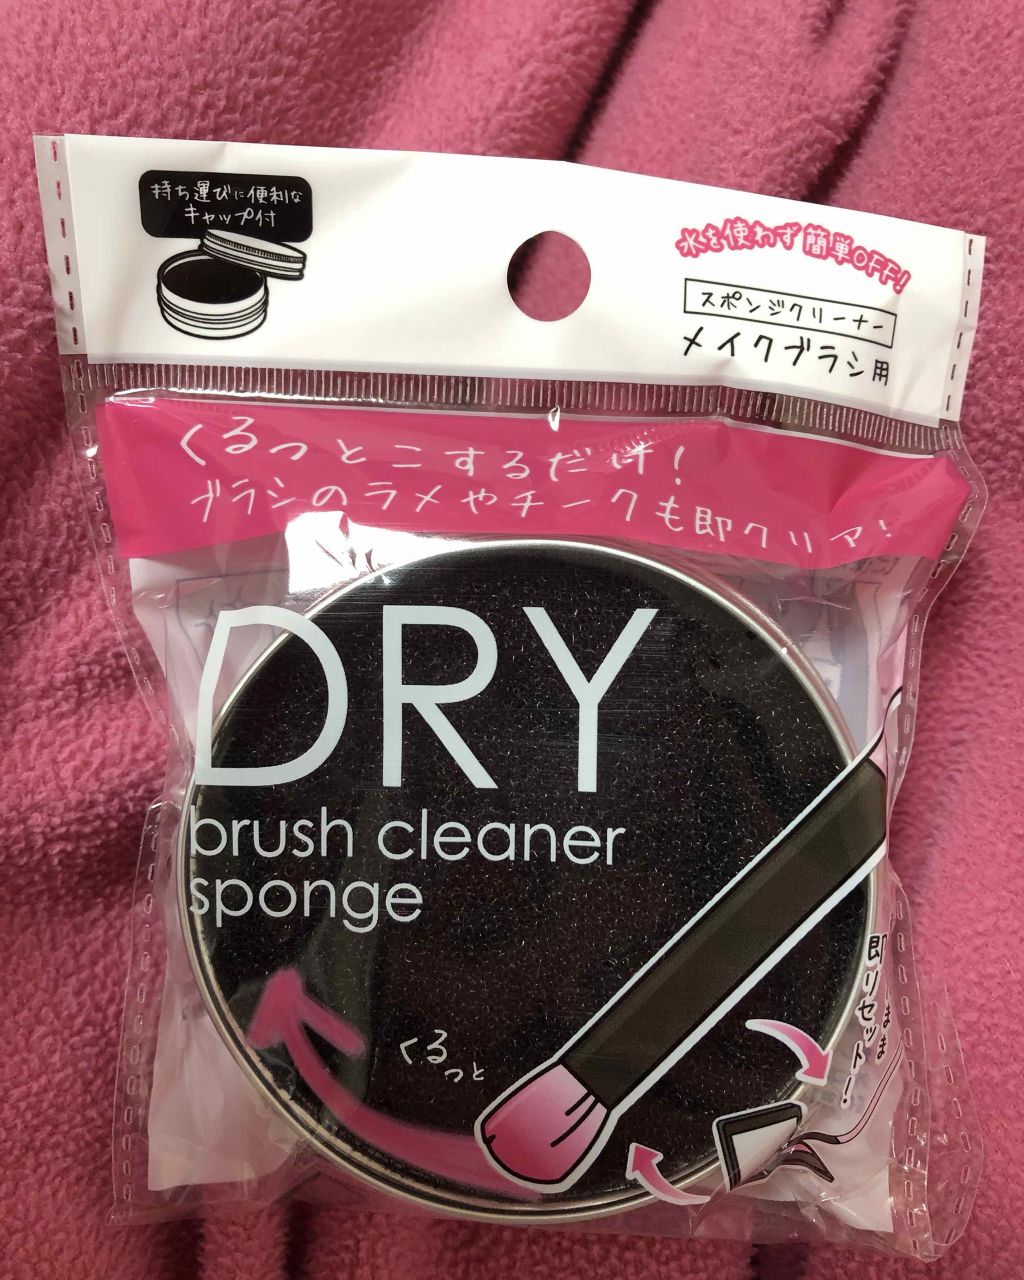 持ち運びに便利な
キャップ付
水を使わず簡単OFF!
スポンジクリーナー
メイクブラシ用
くるっとこするだけ!
ブラシのラメやチークも即クリア!
DRY
brush cleaner
sponge
くるっと
まま
即リセット!